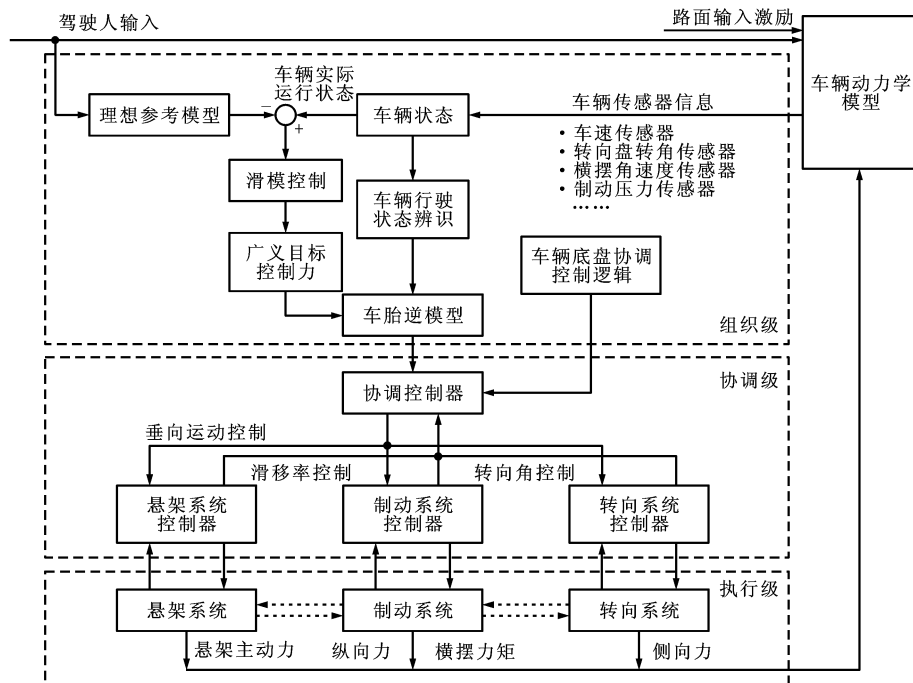 驾驶人输入
路面输入激励
车辆动力学
模型
车辆实际
运行状态
理想参考模型
−
+
车辆状态
车辆传感器信息
• 车速传感器
• 转向盘转角传感器
• 横摆角速度传感器
• 制动压力传感器
……
滑模控制
车辆行驶
状态辨识
广义目标
控制力
车辆底盘协调
控制逻辑
车胎逆模型
组织级
协调控制器
协调级
垂向运动控制
滑移率控制
转向角控制
悬架系统
控制器
制动系统
控制器
转向系统
控制器
执行级
悬架系统
制动系统
转向系统
悬架主动力
纵向力
横摆力矩
侧向力